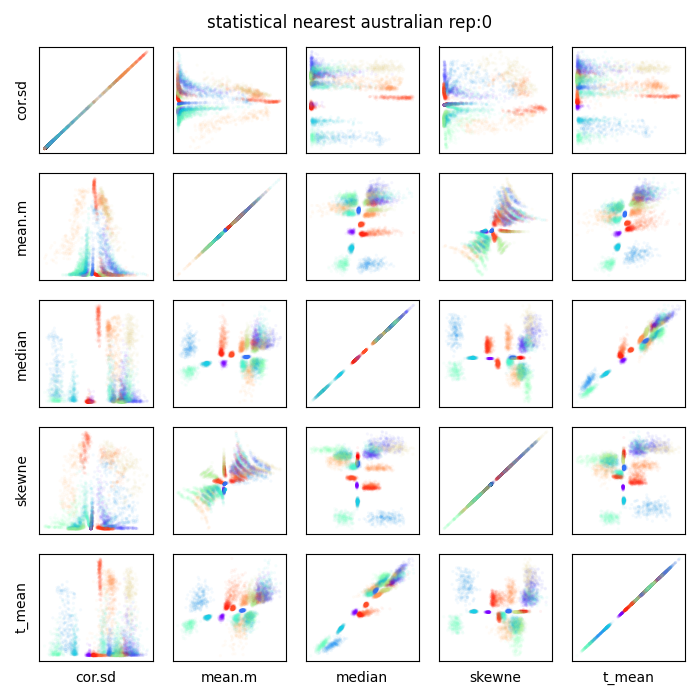 statistical nearest australian rep:0
cor.sd
mean.m
median
skewne
t_mean
cor.sd
mean.m
median
skewne
t_mean